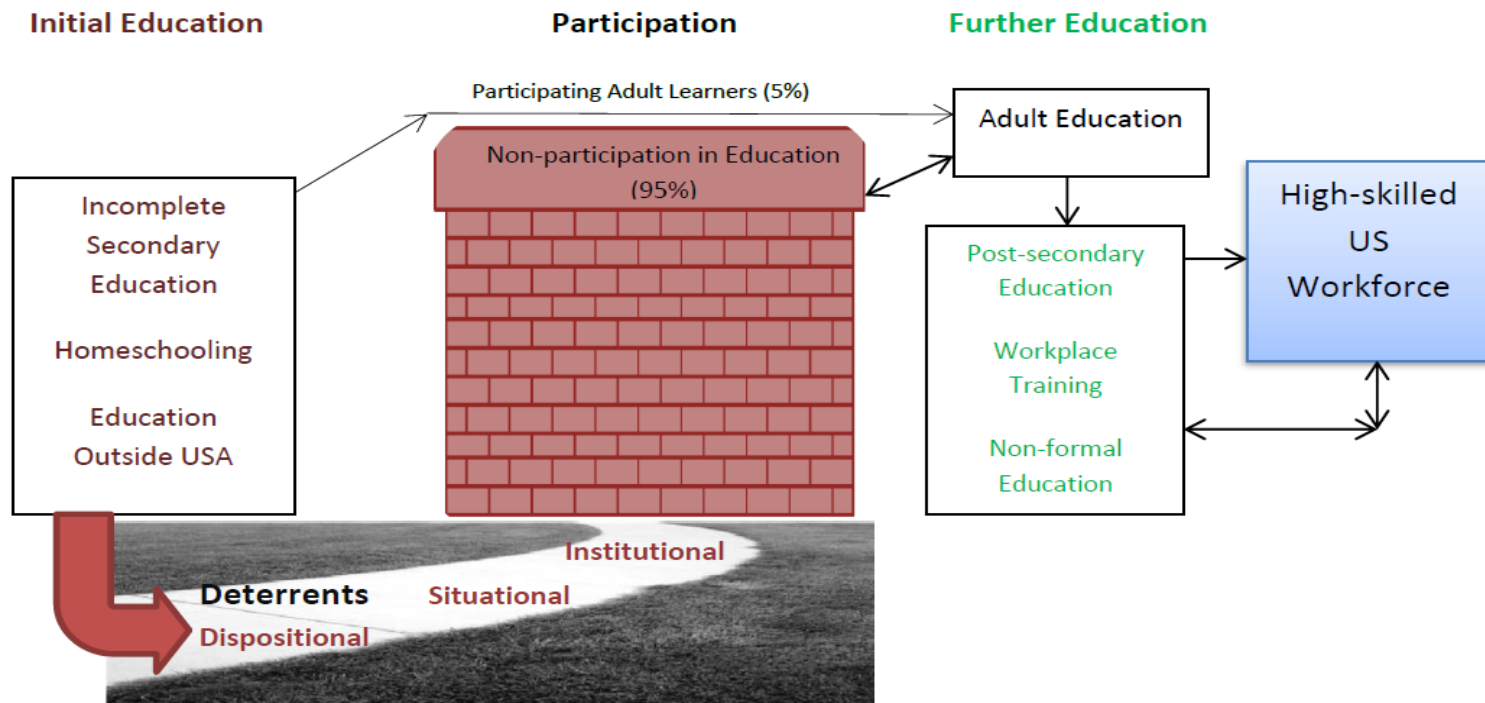 Initial Education
Participation
Further Education
Participating Adult Learners (5%)
Non-participation in Education
(95%)
Incomplete
Secondary
Education
Homeschooling
Education
Outside USA
Deterrents
Dispositional
Situational
Institutional
Adult Education
Post-secondary
Education
Workplace
Training
Non-formal
Education
High-skilled
US
Workforce